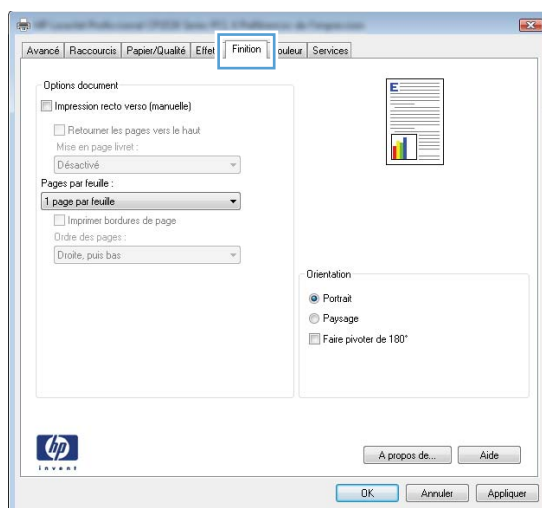 Avancé Raccourcis Papier/Qualité Effet Finition ouleur Services
Options document
Impression recto verso (manuelle)
Retourner les pages vers le haut
Mise en page livret :
Désactivé
Pages par feuille :
1 page par feuille
Imprimer bordures de page
Ordre des pages :
Droite, puis bas
E
Orientation
Portrait
Paysage
Faire pivoter de 180°
hp
invent
A propos de... Aide
OK Annuler Appliquer